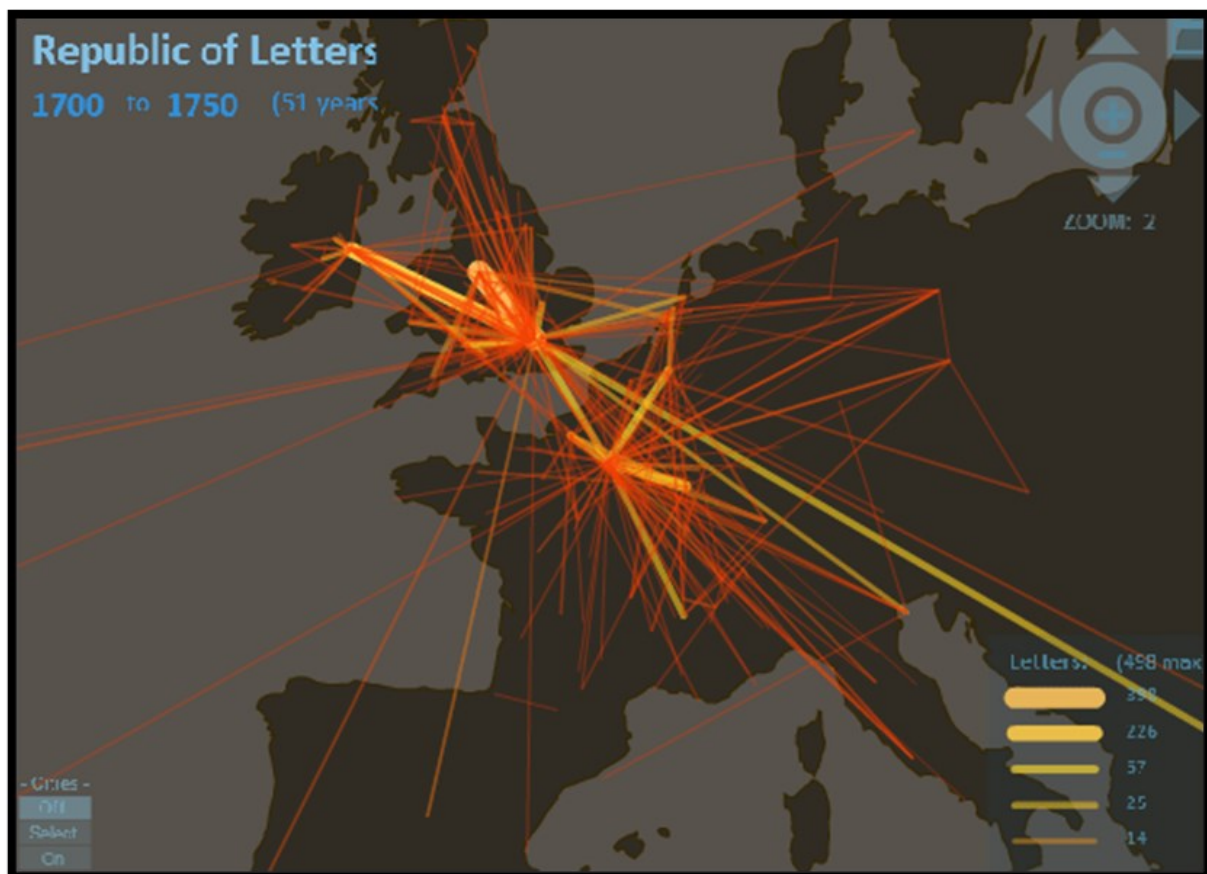 Republic of Letters
1700 to 1750 (51 years
ZOOM: 2
Letters: (498 max
226
57
25
14
- Cities -
Off
Select
On